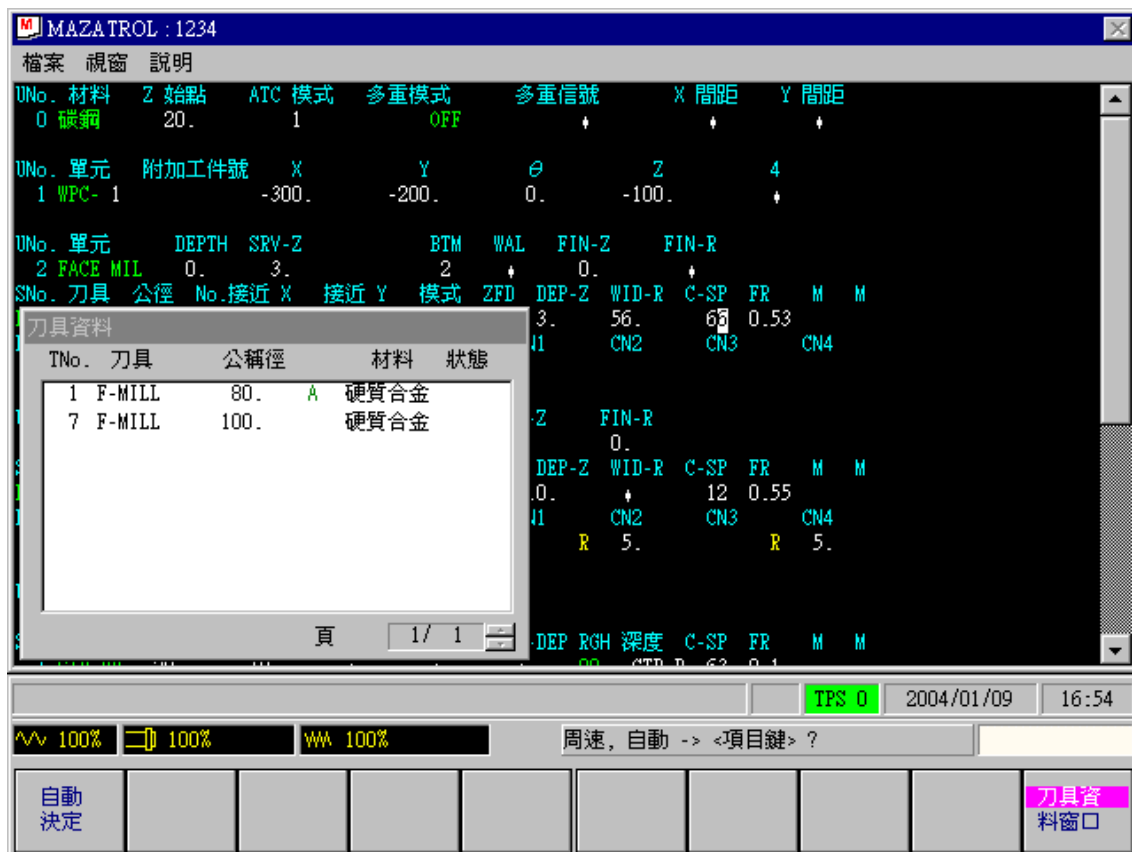 MAZATROL : 1234
檔案 視窗 說明
UNo. 材料 Z 始點 ATC 模式 多重模式 多重信號 X 間距 Y 間距
0 碳鋼 20. 1 OFF ♦ ♦ ♦
UNo. 單元 附加工件號 X Y θ Z 4
1 WPC- 1 -300. -200. 0. -100. ♦
UNo. 單元 DEPTH SRV-Z BTM WAL FIN-Z FIN-R
2 FACE MIL 0. 3. 2 ♦ 0. ♦
SNo. 刀具 公徑 No.接近 X 接近 Y 模式 ZFD DEP-Z WID-R C-SP FR M M
3. 56. 66 0.53
CN2 CN3 CN4
刀具資料
TNo. 刀具 公稱徑 材料 狀態
1 F-MILL 80. A 硬質合金
7 F-MILL 100. 硬質合金
頁 1/ 1
-Z FIN-R
0.
DEP-Z WID-R C-SP FR M M
.0. ♦ 12 0.55
CN2 CN3 CN4
R 5. R 5.
-DEP RGH 深度 C-SP FR M M
TPS 0 2004/01/09 16:54
100% 100% 100% 周速, 自動 -> <項目鍵> ?
自動
決定
刀具資
料窗口